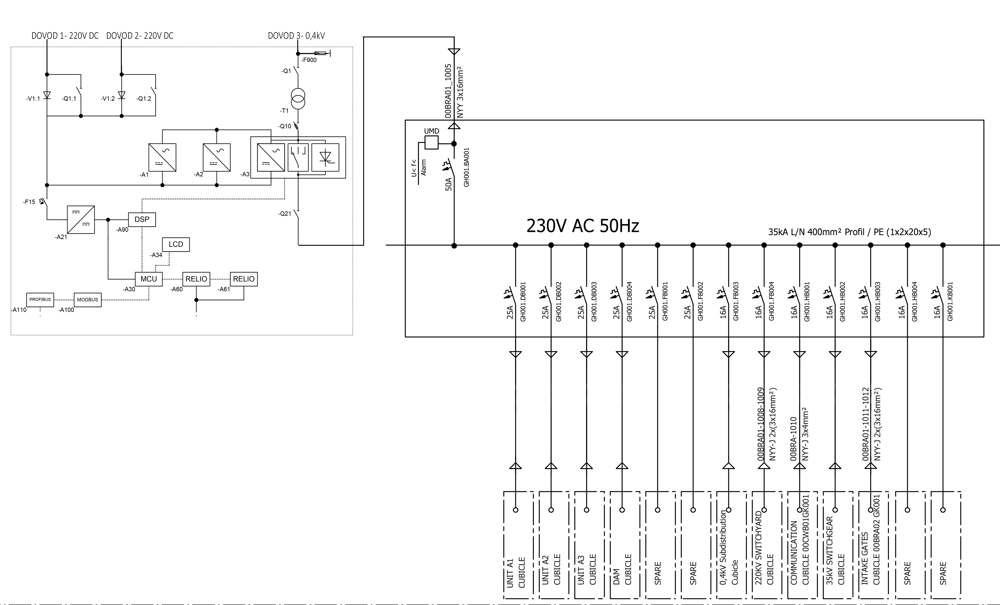 DOVOD 1- 220V DC
DOVOD 2- 220V DC
DOVOD 3- 0,4kV
-F900
-Q1
-V1.1
-Q1.1
-V1.2
-Q1.2
-T1
-Q10
-A1
-A2
-A3
-F15
-Q21
-A21
DSP
-A90
LCD
-A34
MCU
-A30
RELIO
-A60
RELIO
-A61
PROFIBUS
-A110
MODBUS
-A100
00BRA01_1005
NYY 3x16mm²
UMD
U< f<
Alarm
50A
GH001.BA001
230V AC 50Hz
35kA L/N 400mm² Profil / PE (1x2x20x5)
25A
GH001.DB001
25A
GH001.DB002
25A
GH001.DB003
25A
GH001.DB004
25A
GH001.FB001
25A
GH001.FB002
16A
GH001.FB003
16A
GH001.FB004
16A
GH001.HB001
16A
GH001.HB002
16A
GH001.HB003
16A
GH001.HB004
16A
GH001.KB001
00BRA01-1008-1009
NYY-J 2x(3x16mm²)
00BRA-1010
NYY-J 3x4mm²
00BRA01-1011-1012
NYY-J 2x(3x16mm²)
UNIT A1
CUBICLE
UNIT A2
CUBICLE
UNIT A3
CUBICLE
DAM
CUBICLE
SPARE
SPARE
0,4kV Subdistribution
Cubicle
220KV SWITCHYARD
CUBICLE
COMMUNICATION
CUBICLE 00CWB01GK001
35kV SWITCHGEAR
CUBICLE
INTAKE GATES
CUBICLE 00BRA02 GK001
SPARE
SPARE